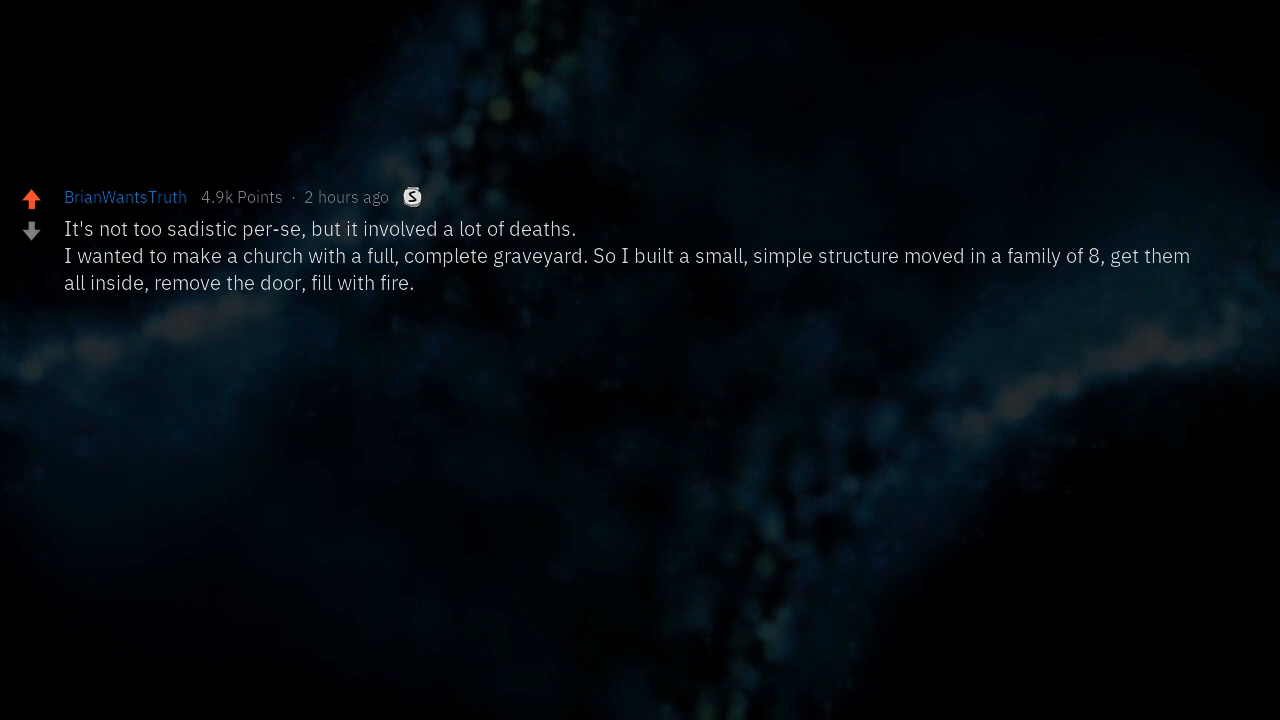 BrianWantsTruth 4.9k Points · 2 hours ago S
It's not too sadistic per-se, but it involved a lot of deaths.
I wanted to make a church with a full, complete graveyard. So I built a small, simple structure moved in a family of 8, get them
all inside, remove the door, fill with fire.